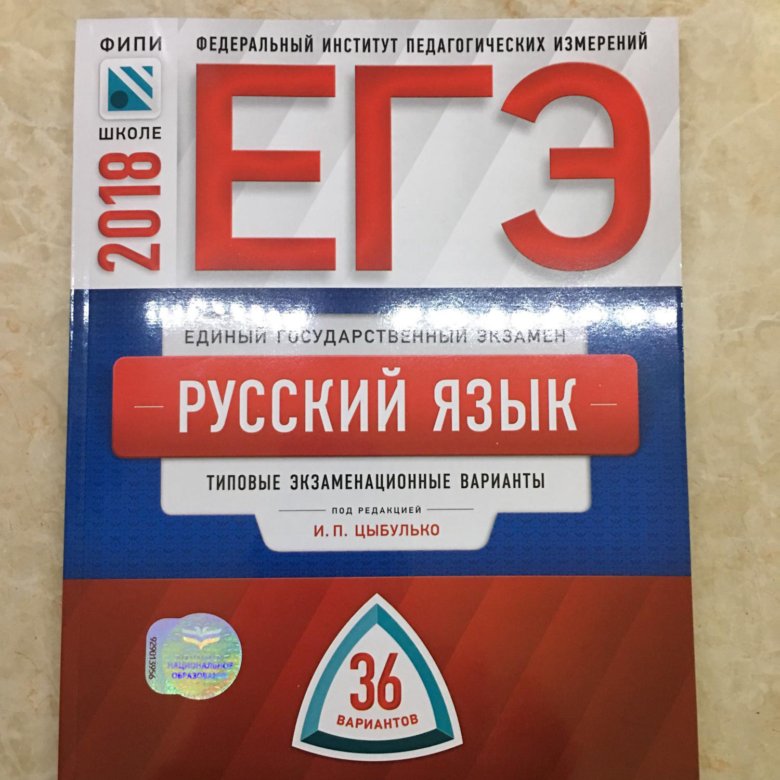 ФИПИ
ШКОЛЕ
2018
ФЕДЕРАЛЬНЫЙ ИНСТИТУТ ПЕДАГОГИЧЕСКИХ ИЗМЕРЕНИЙ
ЕГЭ
ЕДИНЫЙ ГОСУДАРСТВЕННЫЙ ЭКЗАМЕН
РУССКИЙ ЯЗЫК
ТИПОВЫЕ ЭКЗАМЕНАЦИОННЫЕ ВАРИАНТЫ
ПОД РЕДАКЦИЕЙ
И. П. ЦЫБУЛЬКО
НАЦИОНАЛЬНОЕ
36
ВАРИАНТОВ